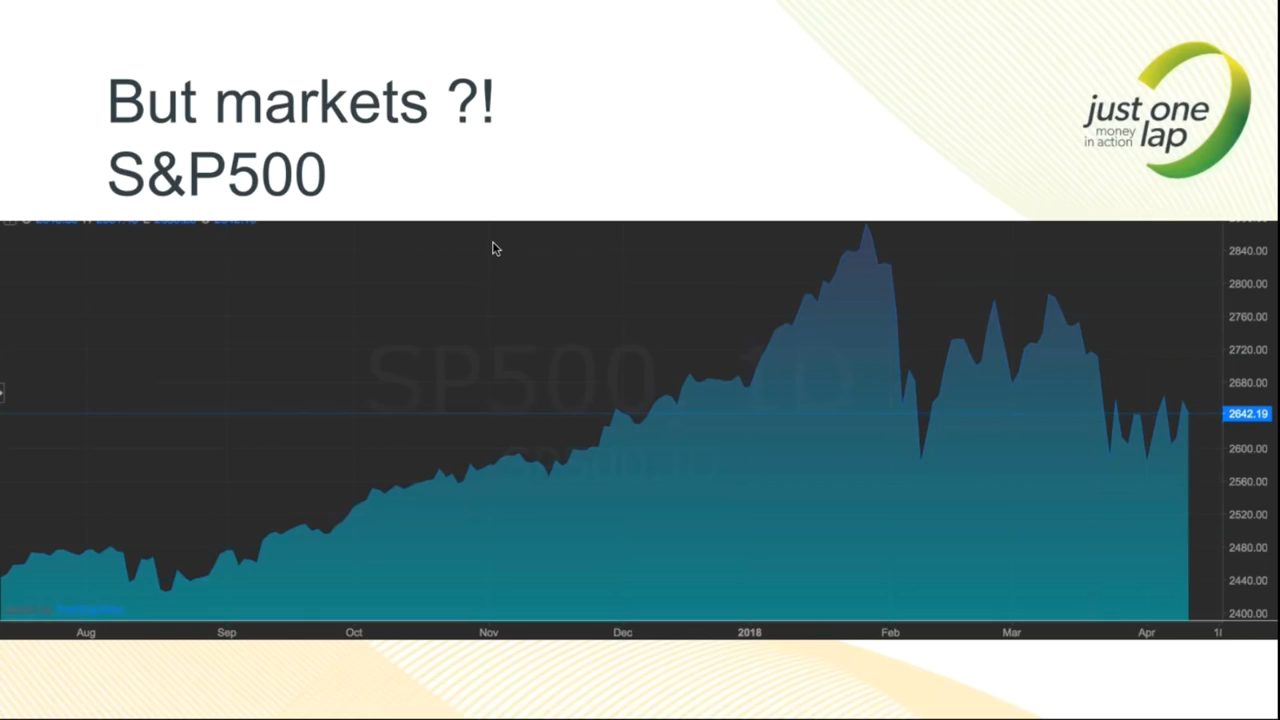 But markets ?!
S&P500
just one
money
in action lap
SP500 1D
2840.00
2800.00
2760.00
2720.00
2680.00
2642.19
2600.00
2560.00
2520.00
2480.00
2440.00
2400.00
Aug Sep Oct Nov Dec 2018 Feb Mar Apr